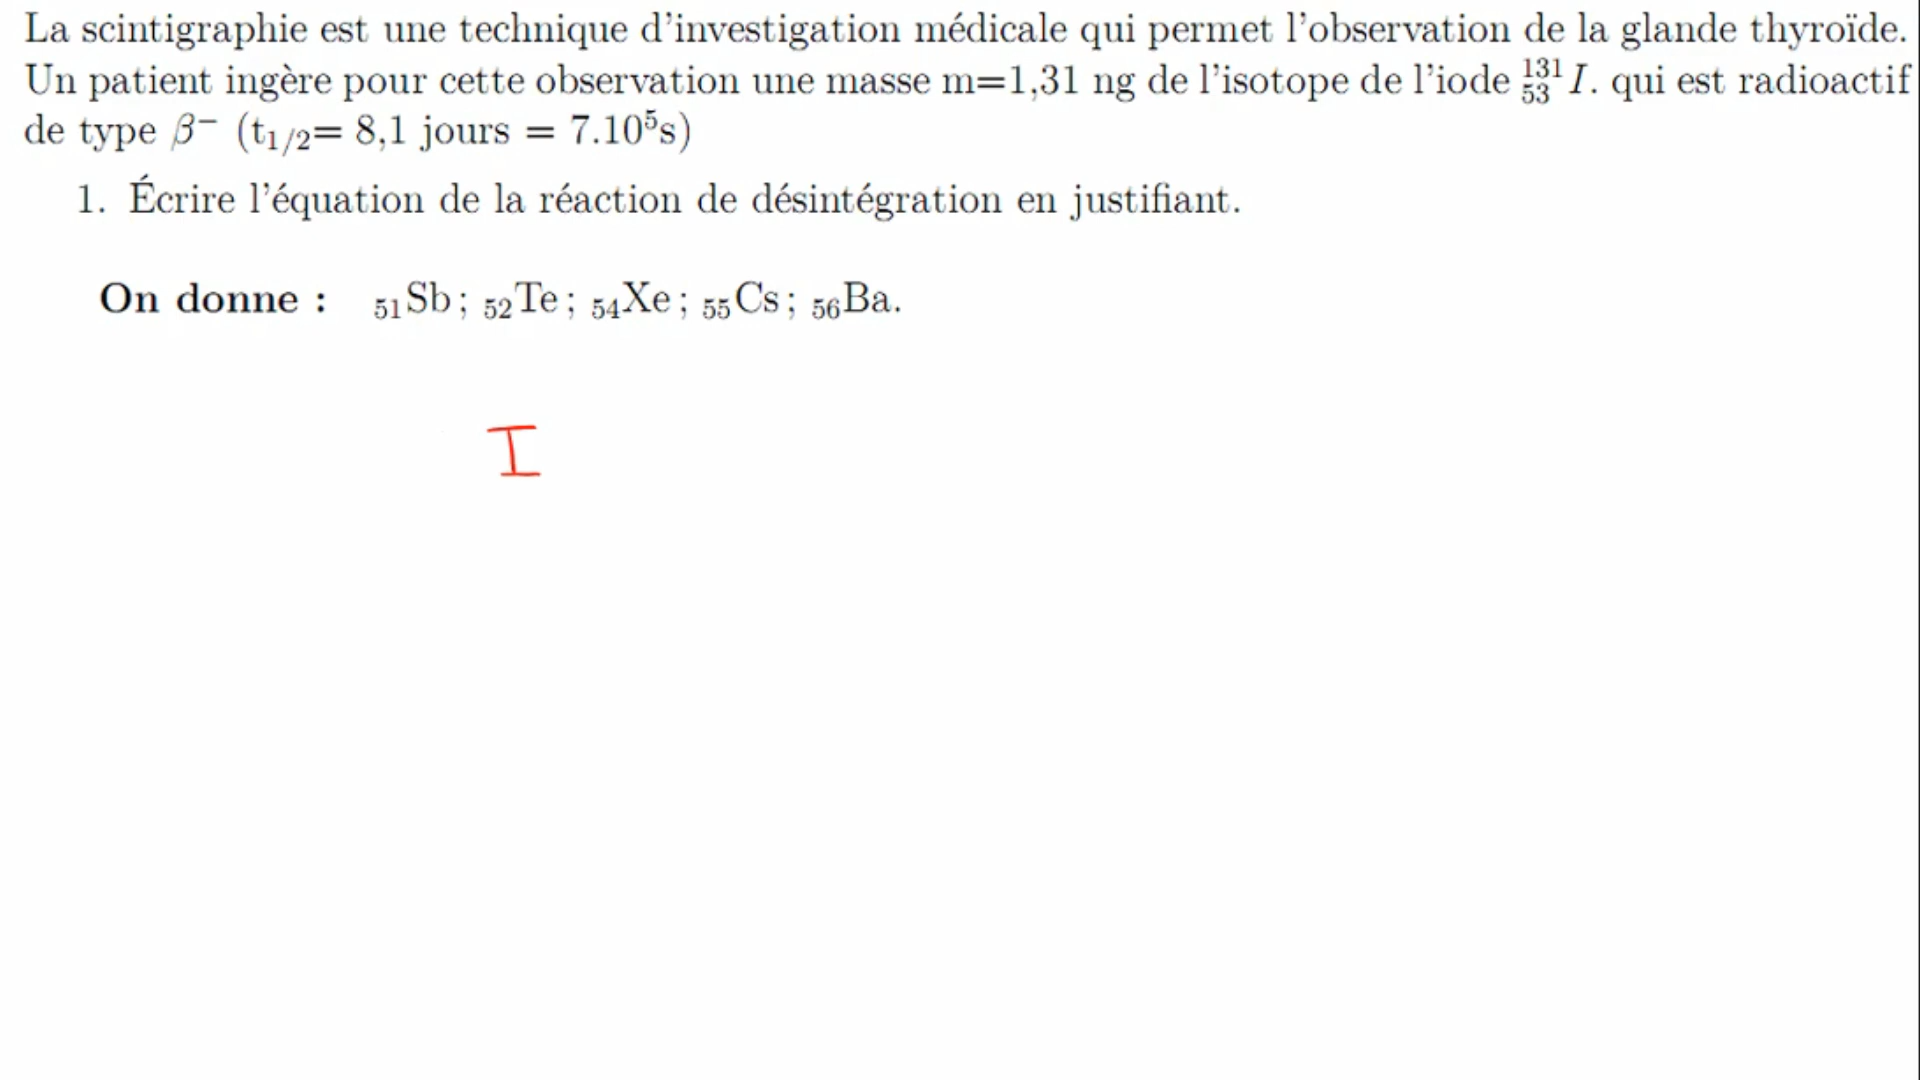 La scintigraphie est une technique d'investigation médicale qui permet l'observation de la glande thyroïde.
Un patient ingère pour cette observation une masse m=1,31 ng de l'isotope de l'iode ¹³¹₅₃I. qui est radioactif
de type β⁻ (t₁/₂= 8,1 jours = 7.10⁵s)
1. Écrire l'équation de la réaction de désintégration en justifiant.
On donne : ₅₁Sb ; ₅₂Te ; ₅₄Xe ; ₅₅Cs ; ₅₆Ba.
I